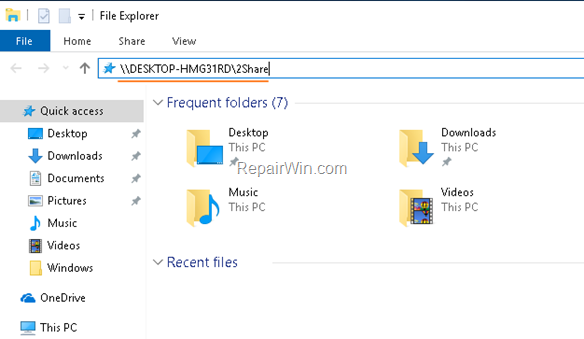 File Explorer
File Home Share View
\\DESKTOP-HMG31RD\2Share
Quick access
Desktop
Downloads
Documents
Pictures
Music
Videos
Windows
OneDrive
This PC
Frequent folders (7)
Desktop
This PC
Downloads
This PC
RepairWin.com
Music
This PC
Videos
This PC
Recent files